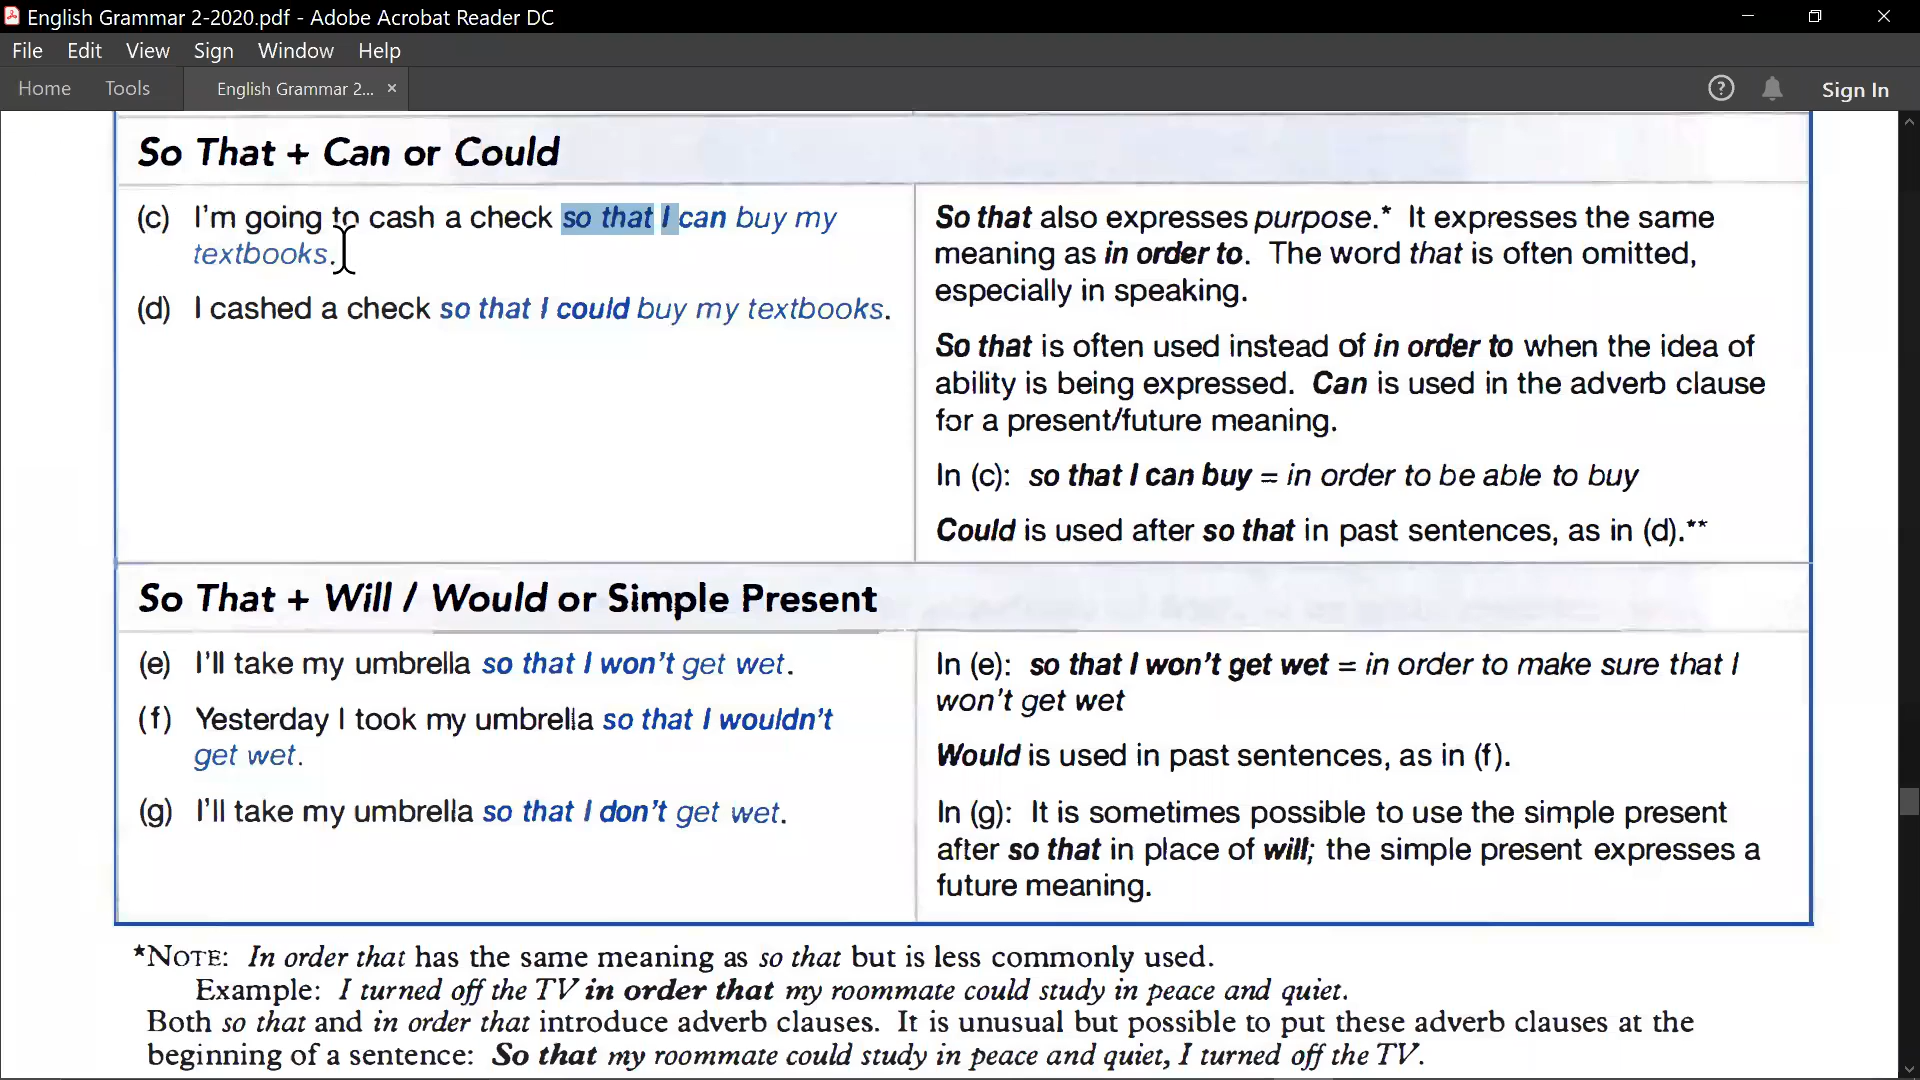 English Grammar 2-2020.pdf - Adobe Acrobat Reader DC
File Edit View Sign Window Help
Home Tools English Grammar 2... × Sign In
So That + Can or Could
(c) I'm going to cash a check so that I can buy my
textbooks.
(d) I cashed a check so that I could buy my textbooks.
So that also expresses purpose.* It expresses the same
meaning as in order to. The word that is often omitted,
especially in speaking.
So that is often used instead of in order to when the idea of
ability is being expressed. Can is used in the adverb clause
for a present/future meaning.
In (c): so that I can buy = in order to be able to buy
Could is used after so that in past sentences, as in (d).**
So That + Will / Would or Simple Present
(e) I'll take my umbrella so that I won't get wet.
(f) Yesterday I took my umbrella so that I wouldn't
get wet.
(g) I'll take my umbrella so that I don't get wet.
In (e): so that I won't get wet = in order to make sure that I
won't get wet
Would is used in past sentences, as in (f).
In (g): It is sometimes possible to use the simple present
after so that in place of will; the simple present expresses a
future meaning.
*NOTE: In order that has the same meaning as so that but is less commonly used.
Example: I turned off the TV in order that my roommate could study in peace and quiet.
Both so that and in order that introduce adverb clauses. It is unusual but possible to put these adverb clauses at the
beginning of a sentence: So that my roommate could study in peace and quiet, I turned off the TV.